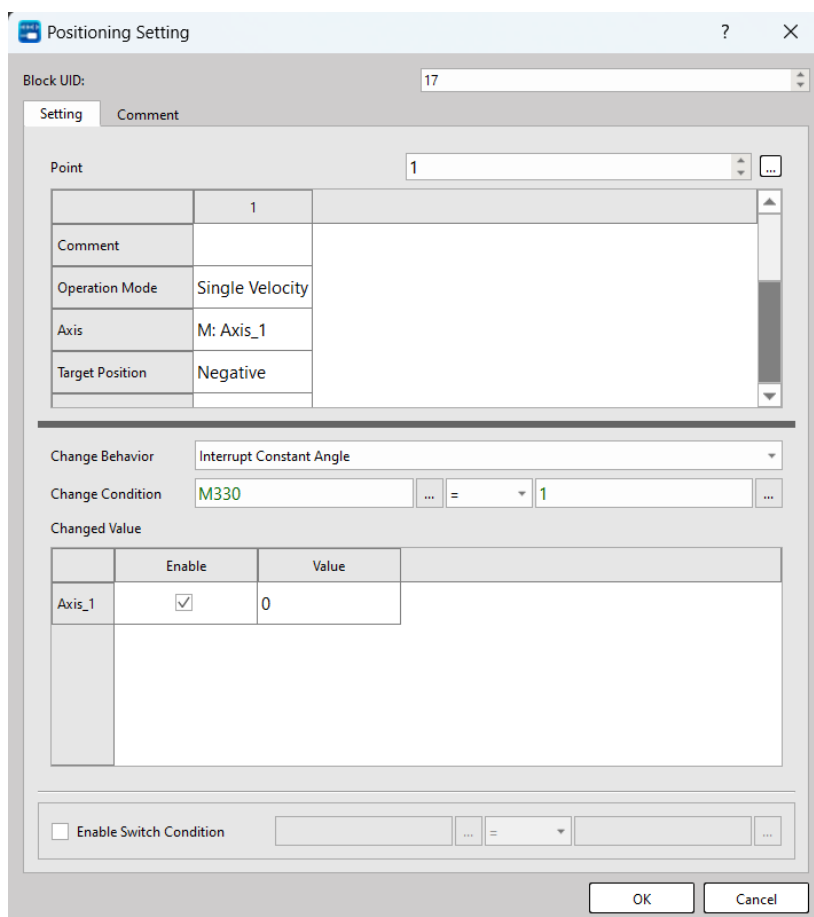 Positioning Setting ? ×
Block UID: 17
Setting Comment
Point 1 ...
1
Comment
Operation Mode Single Velocity
Axis M: Axis_1
Target Position Negative
Change Behavior Interrupt Constant Angle
Change Condition M330 ... = 1 ...
Changed Value
Enable Value
Axis_1 0
Enable Switch Condition ... = ...
OK Cancel